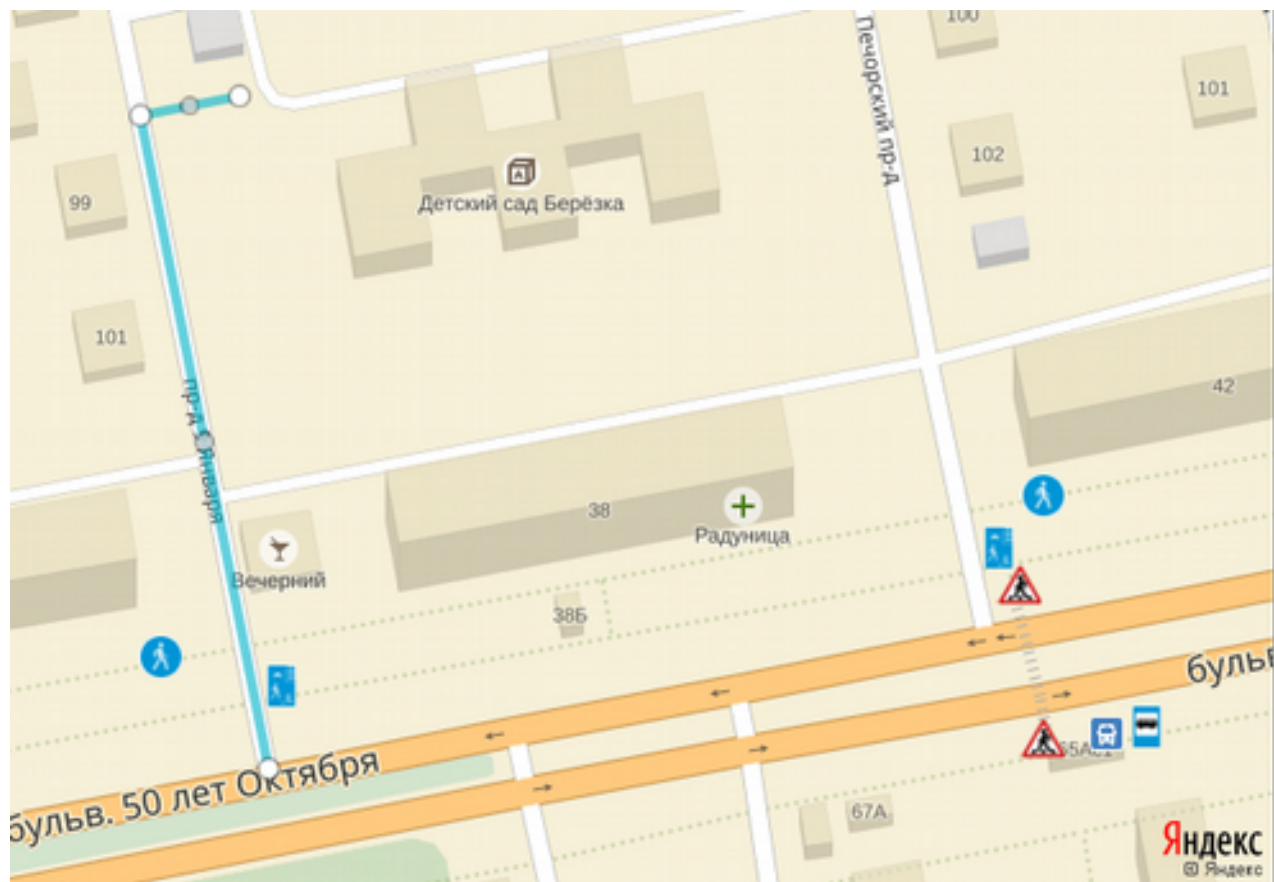 100
Печорский пр-д
101
102
99
Детский сад Берёзка
101
42
пр-д 9 Января
38
Радуница
Вечерний
38Б
бульв
бульв. 50 лет Октября
67А
Яндекс
© Яндекс